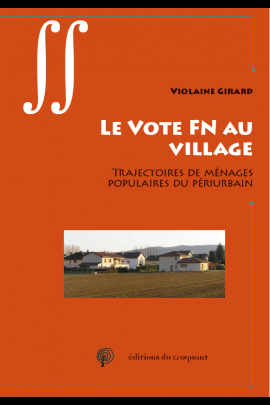 ∫∫
Violaine Girard
Le Vote FN au
village
Trajectoires de ménages
populaires du périurbain
éditions du croquant